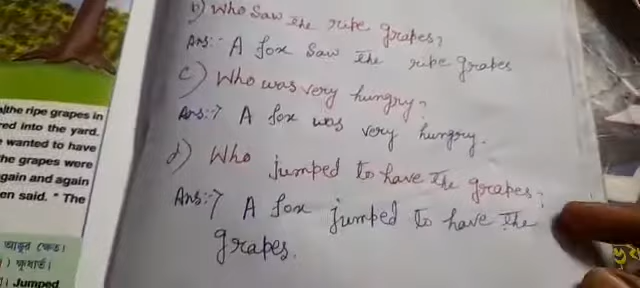 b) Who saw the ripe grapes?
Ans:- A fox saw the ripe grapes
c) Who was very hungry?
Ans:→ A fox was very hungry.
d) Who jumped to have the grapes?
Ans:→ A fox jumped to have the
grapes.
the ripe grapes in
red into the yard.
wanted to have
he grapes were
gain and again
en said. " The
আঙুর ক্ষেত।
) ক্ষুধার্ত।
Jumped